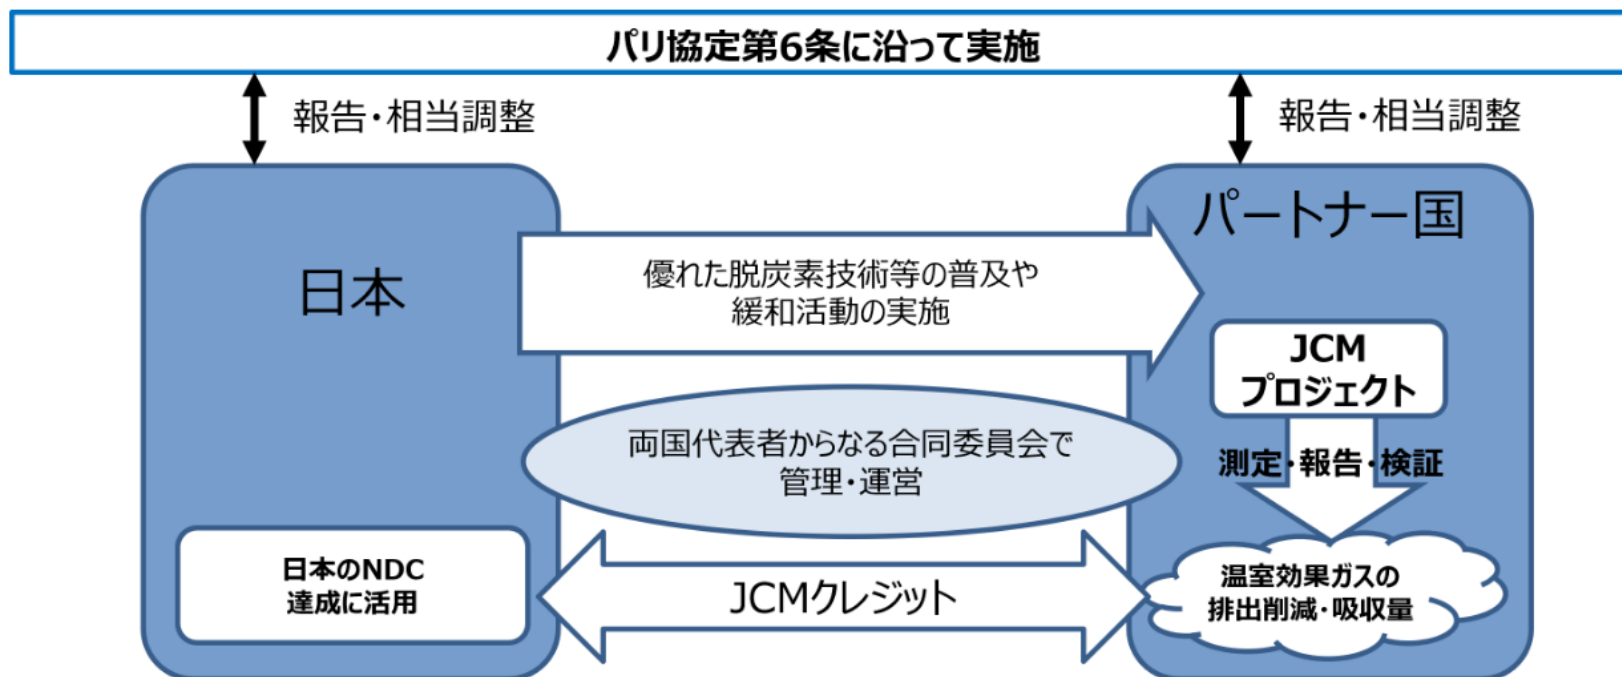 パリ協定第6条に沿って実施
報告・相当調整
報告・相当調整
日本
パートナー国
優れた脱炭素技術等の普及や
緩和活動の実施
JCM
プロジェクト
両国代表者からなる合同委員会で
管理・運営
測定・報告・検証
日本のNDC
達成に活用
JCMクレジット
温室効果ガスの
排出削減・吸収量